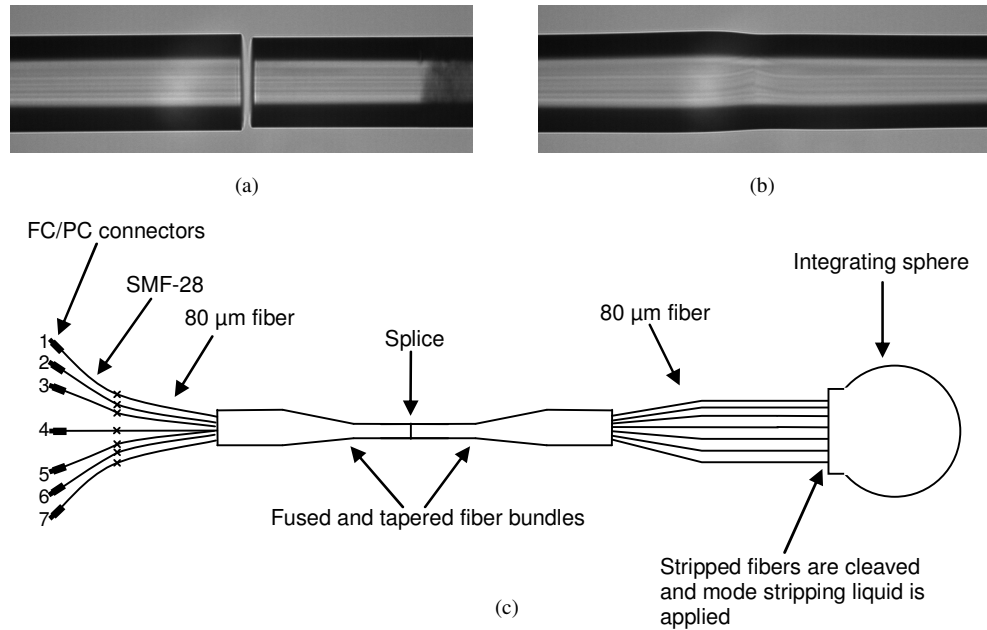 (a)
(b)
FC/PC connectors
SMF-28
80 µm fiber
Splice
80 µm fiber
Integrating sphere
1
2
3
4
5
6
7
Fused and tapered fiber bundles
Stripped fibers are cleaved
and mode stripping liquid is
applied
(c)